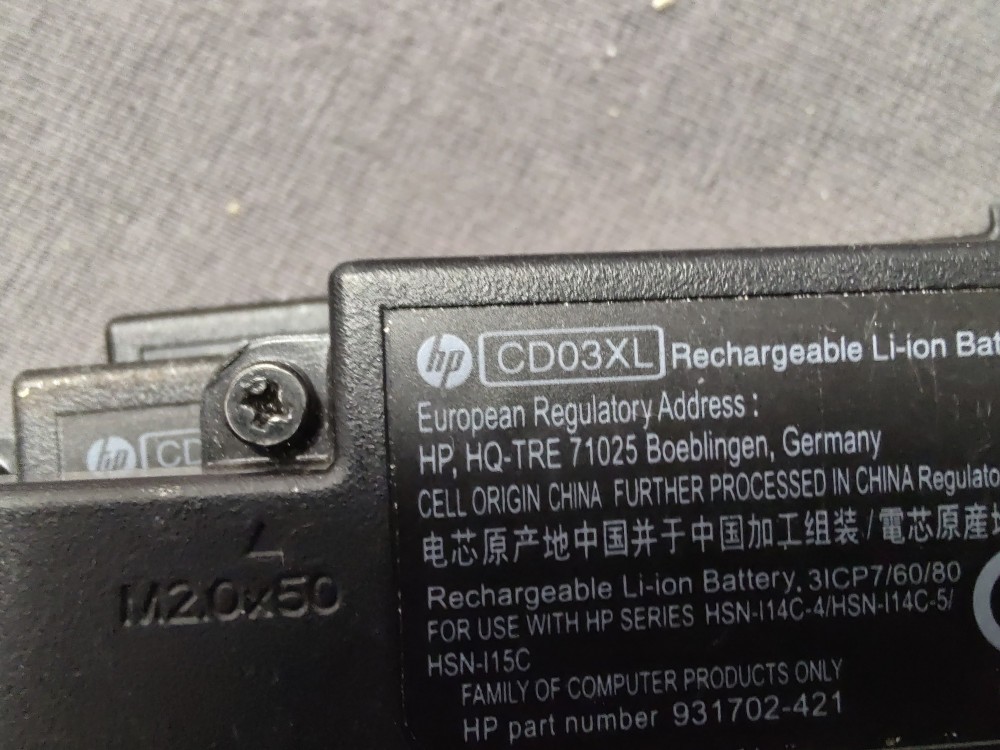 hp CD03XL Rechargeable Li-ion Bat
European Regulatory Address :
HP, HQ-TRE 71025 Boeblingen, Germany
CELL ORIGIN CHINA FURTHER PROCESSED IN CHINA Regulato
电芯原产地中国并于中国加工组装/電芯原產
Rechargeable Li-ion Battery, 3ICP7/60/80
FOR USE WITH HP SERIES HSN-I14C-4/HSN-I14C-5/
HSN-I15C
FAMILY OF COMPUTER PRODUCTS ONLY
HP part number 931702-421
hp CD
M2.0x50